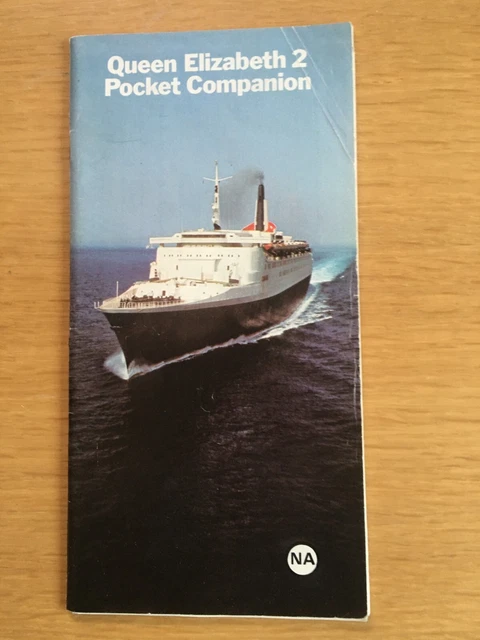 Queen Elizabeth 2
Pocket Companion
NA